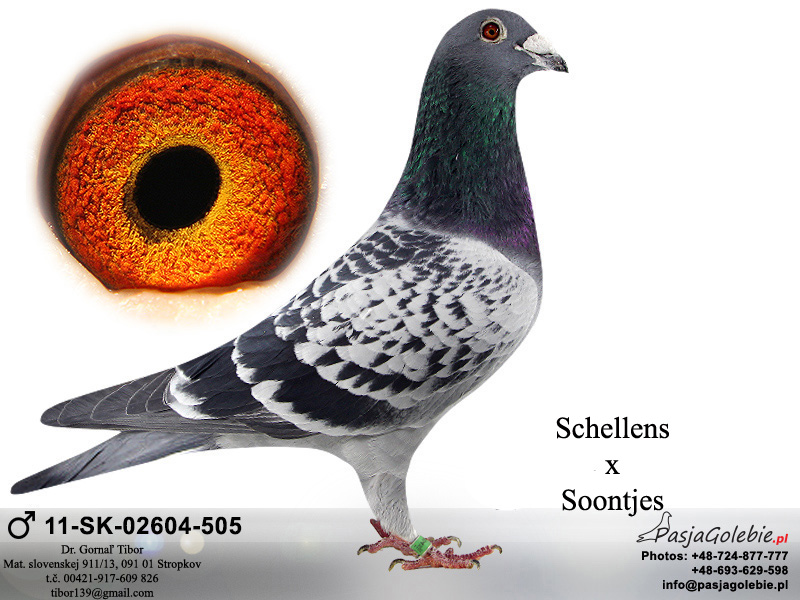 Schellens
x
Soontjes
♂ 11-SK-02604-505
Dr. Gornaľ Tibor
Mat. slovenskej 911/13, 091 01 Stropkov
t.č. 00421-917-609 826
tibor139@gmail.com
PasjaGolebie.pl
Photos: +48-724-877-777
+48-693-629-598
info@pasjagolebie.pl